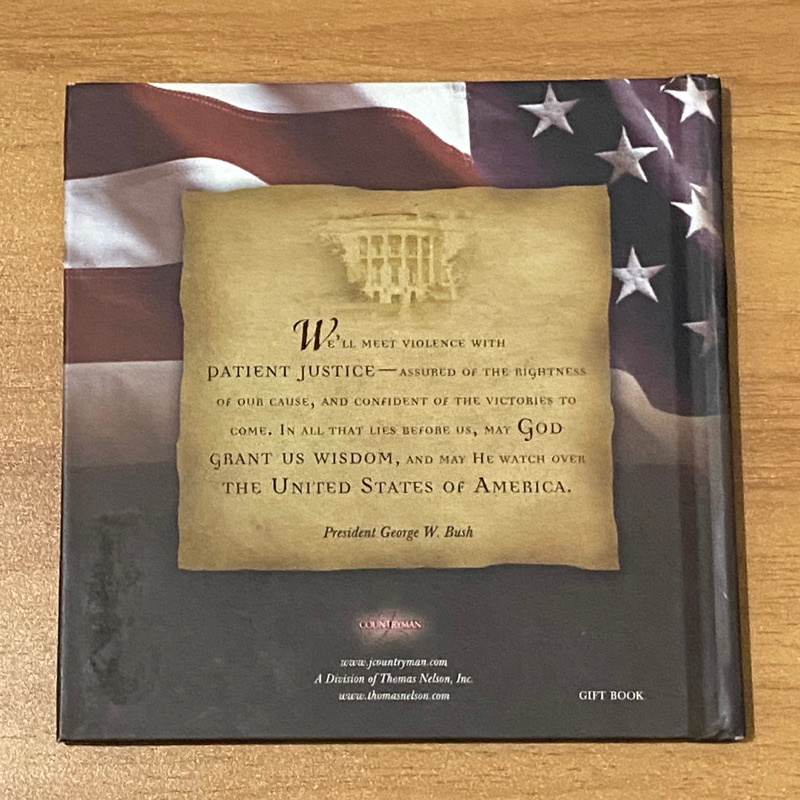 We'll meet violence with
patient justice—assured of the rightness
of our cause, and confident of the victories to
come. In all that lies before us, may God
grant us wisdom, and may He watch over
the United States of America.
President George W. Bush
COUNTRYMAN
www.jcountryman.com
A Division of Thomas Nelson, Inc.
www.thomasnelson.com
GIFT BOOK